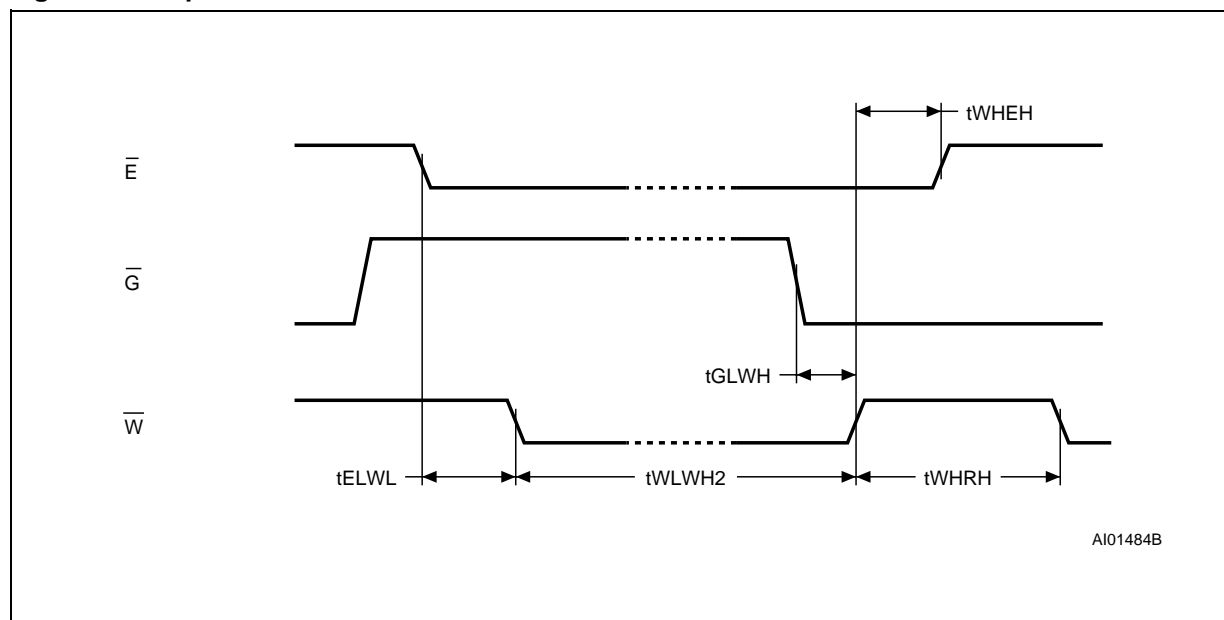 tWHEH
E̅
G̅
tGLWH
W̅
tELWL
tWLWH2
tWHRH
AI01484B